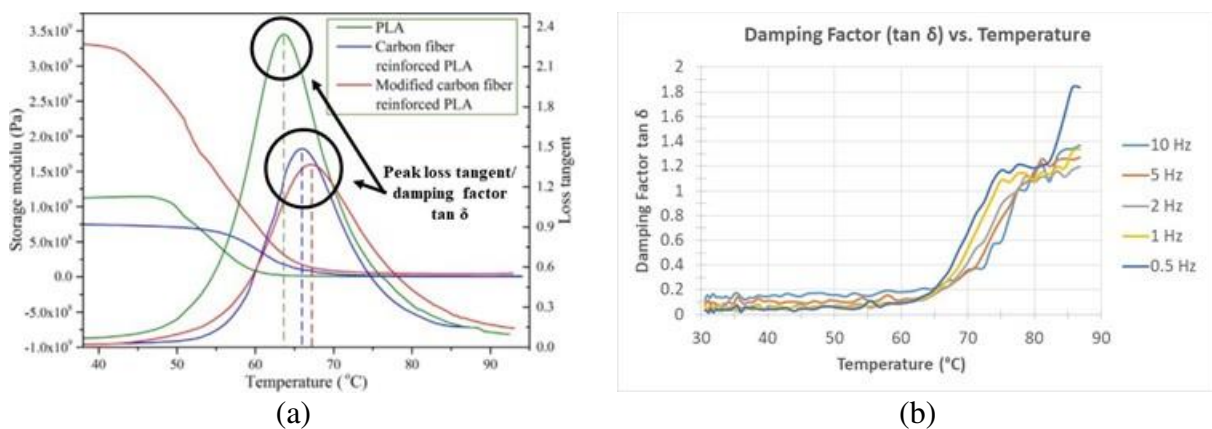 PLA
Carbon fiber
reinforced PLA
Modified carbon fiber
reinforced PLA
Peak loss tangent/
damping factor
tan δ
Storage modulu (Pa)
3.5x10⁹
3.0x10⁹
2.5x10⁹
2.0x10⁹
1.5x10⁹
1.0x10⁹
5.0x10⁸
0.0
-5.0x10⁸
-1.0x10⁹
Loss tangent
2.4
2.1
1.8
1.5
1.2
0.9
0.6
0.3
0.0
40 50 60 70 80 90
Temperature (°C)
(a)
Damping Factor (tan δ) vs. Temperature
Damping Factor tan δ
2
1.8
1.6
1.4
1.2
1
0.8
0.6
0.4
0.2
0
30 40 50 60 70 80 90
Temperature (°C)
10 Hz
5 Hz
2 Hz
1 Hz
0.5 Hz
(b)